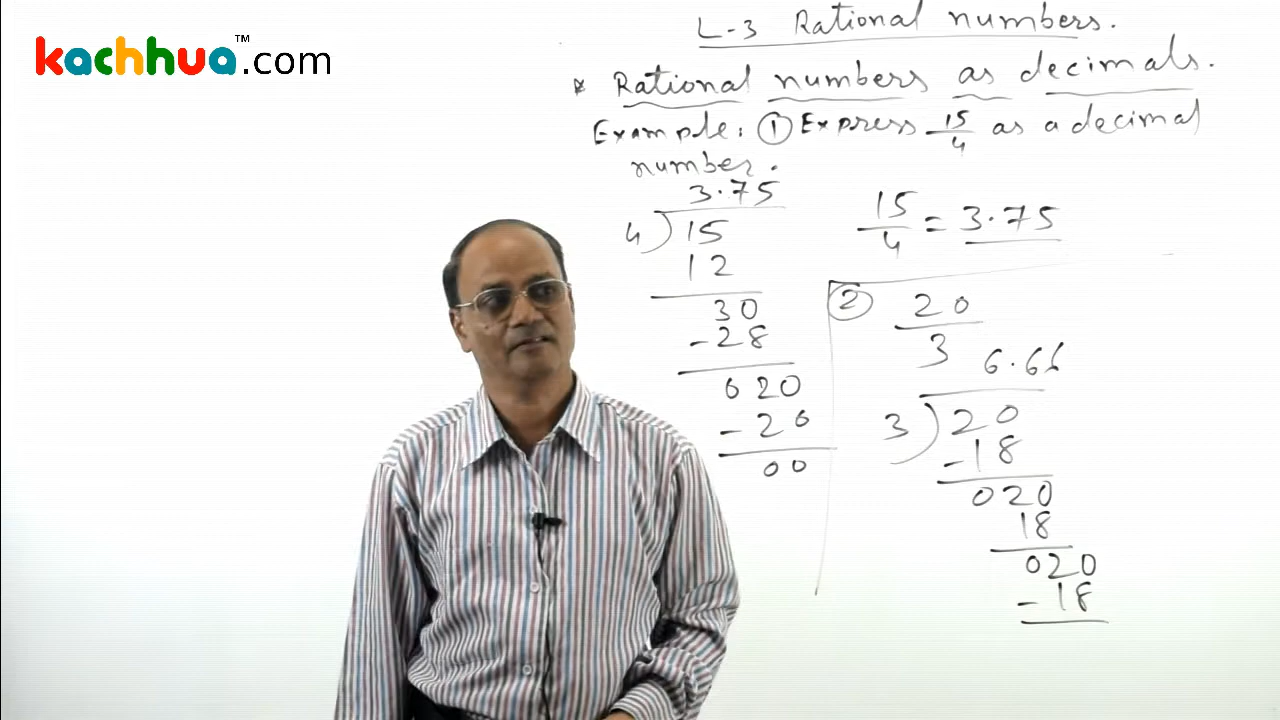 kachhua.com™
L-3 Rational numbers.
* Rational numbers as decimals.
Example: ① Express 15/4 as a decimal
number.
3.75
4 ) 15
12
30
-28
020
-20
00
15/4 = 3.75
② 20/3
6.66
3 ) 20
-18
020
18
020
-18